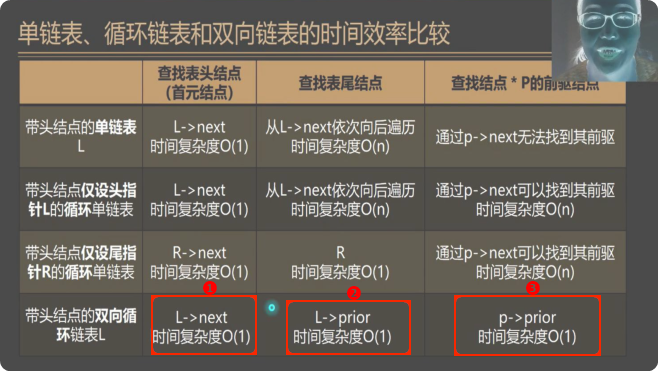 单链表、循环链表和双向链表的时间效率比较
查找表头结点
(首元结点)
查找表尾结点
查找结点 * P的前驱结点
带头结点的单链表
L
L->next
时间复杂度O(1)
从L->next依次向后遍历
时间复杂度O(n)
通过p->next无法找到其前驱
带头结点仅设头指
针L的循环单链表
L->next
时间复杂度O(1)
从L->next依次向后遍历
时间复杂度O(n)
通过p->next可以找到其前驱
时间复杂度O(n)
带头结点仅设尾指
针R的循环单链表
R->next
时间复杂度O(1)
R
时间复杂度O(1)
通过p->next可以找到其前驱
时间复杂度O(n)
带头结点的双向循
环链表L
1
L->next
时间复杂度O(1)
2
L->prior
时间复杂度O(1)
3
p->prior
时间复杂度O(1)